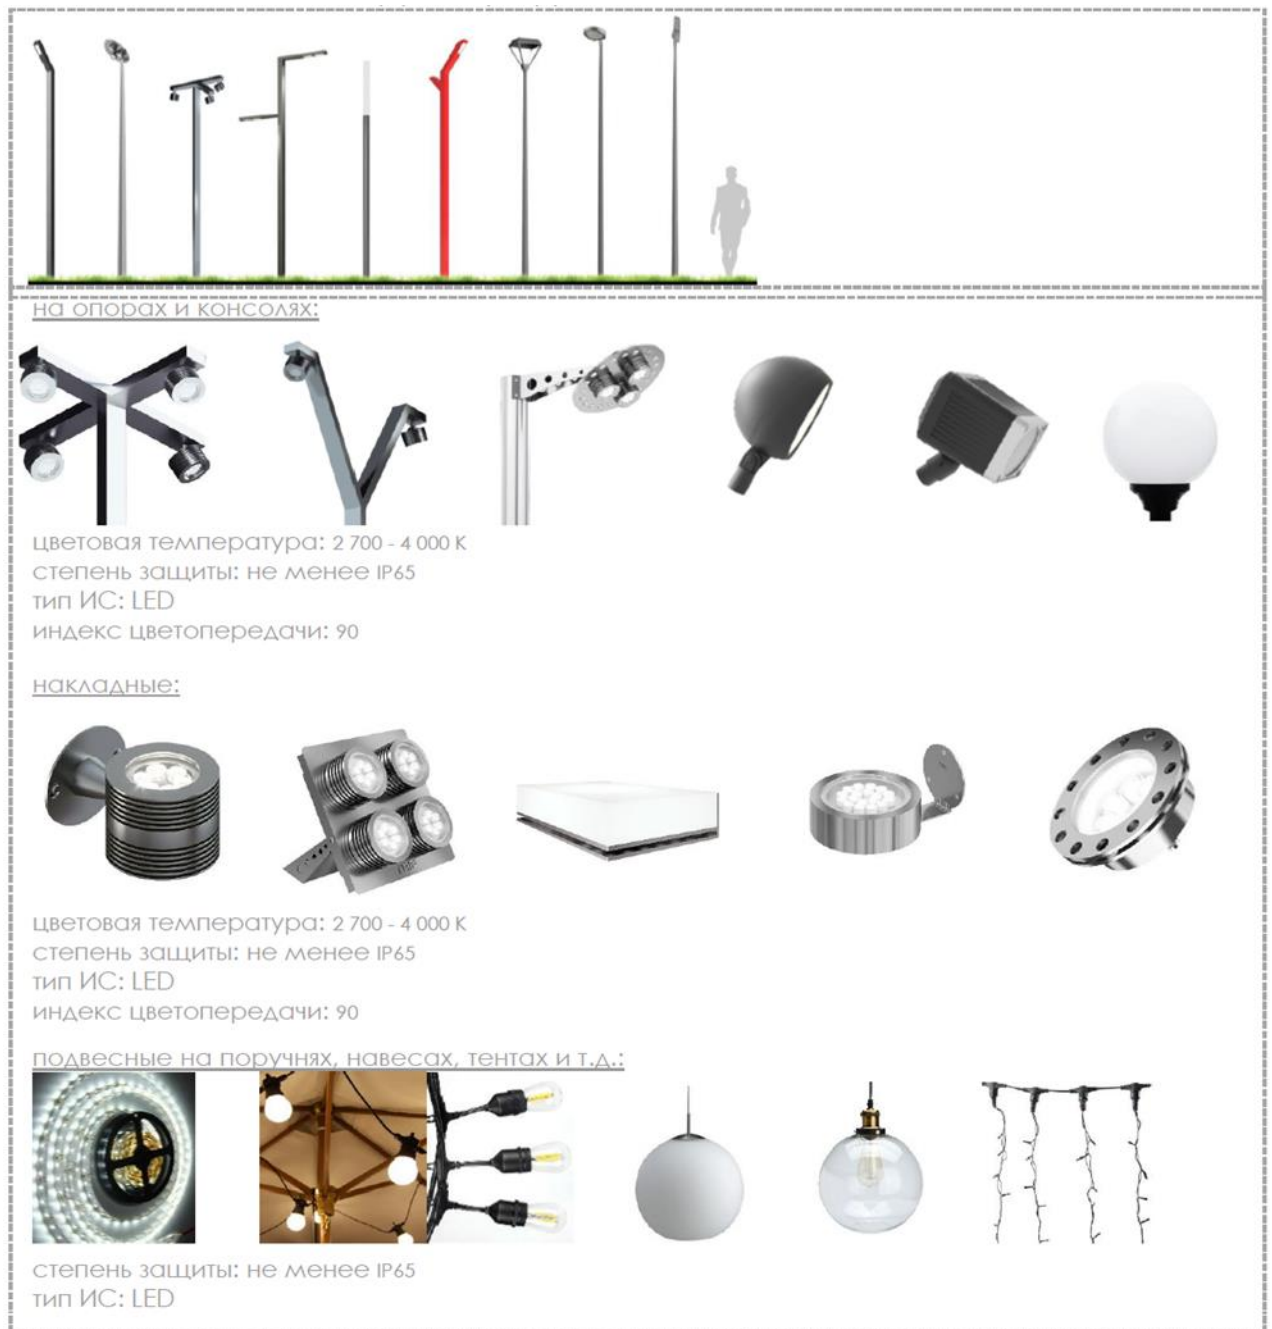 на опорах и консолях:
цветовая температура: 2 700 - 4 000 К
степень защиты: не менее IP65
тип ИС: LED
индекс цветопередачи: 90
накладные:
цветовая температура: 2 700 - 4 000 К
степень защиты: не менее IP65
тип ИС: LED
индекс цветопередачи: 90
подвесные на поручнях, навесах, тентах и т.д.:
степень защиты: не менее IP65
тип ИС: LED